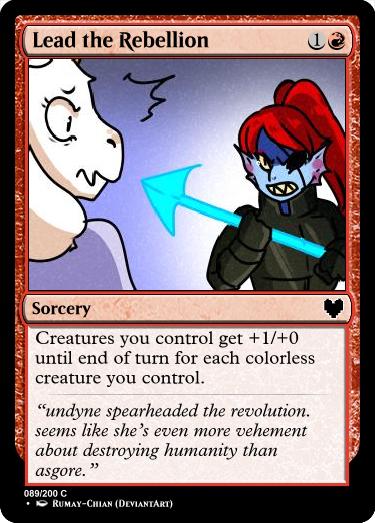 Lead the Rebellion 1
Sorcery
Creatures you control get +1/+0
until end of turn for each colorless
creature you control.
“undyne spearheaded the revolution.
seems like she’s even more vehement
about destroying humanity than
asgore.”
089/200 C
• Rumay-Chian (DeviantArt)